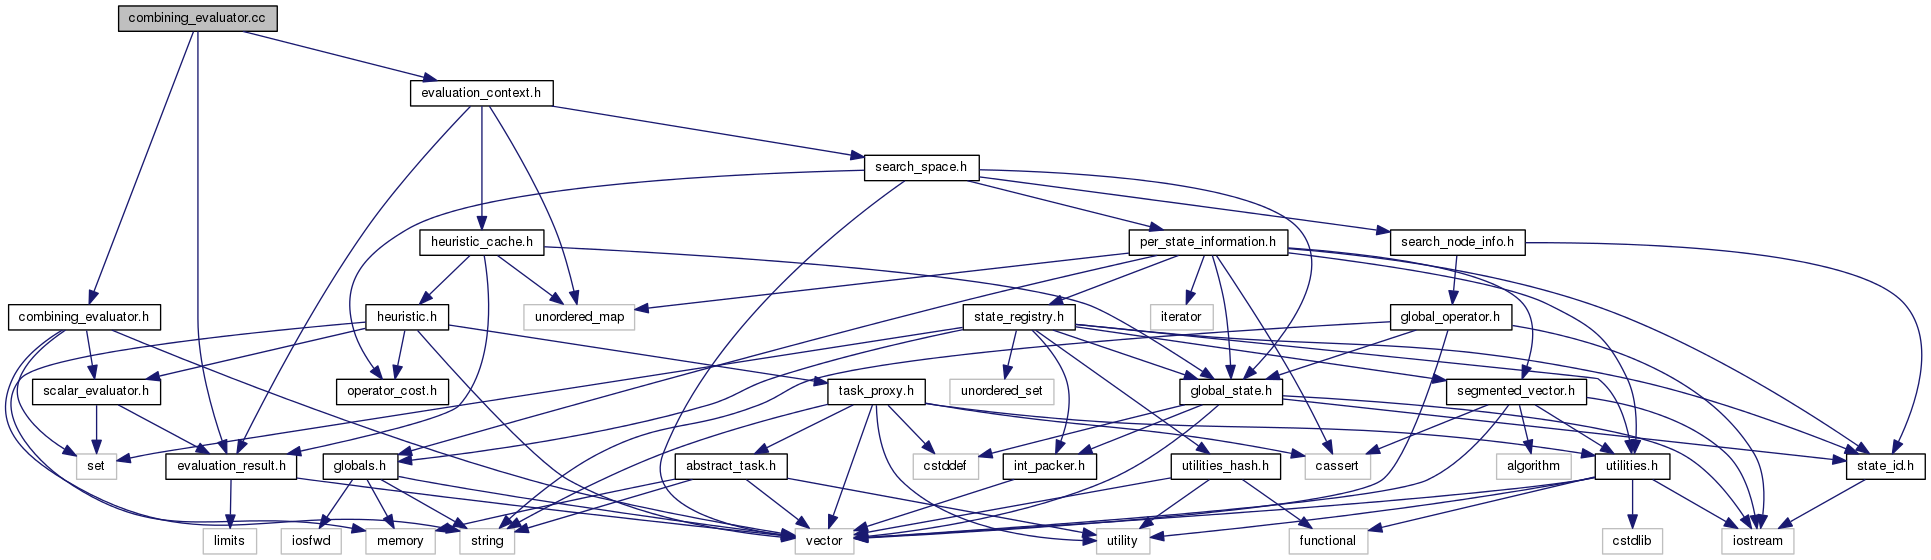 combining_evaluator.cc
evaluation_context.h
search_space.h
heuristic_cache.h
per_state_information.h
search_node_info.h
combining_evaluator.h
heuristic.h
unordered_map
state_registry.h
iterator
global_operator.h
scalar_evaluator.h
operator_cost.h
task_proxy.h
unordered_set
global_state.h
segmented_vector.h
set
evaluation_result.h
globals.h
abstract_task.h
cstddef
int_packer.h
utilities_hash.h
cassert
algorithm
utilities.h
state_id.h
limits
iosfwd
memory
string
vector
utility
functional
cstdlib
iostream